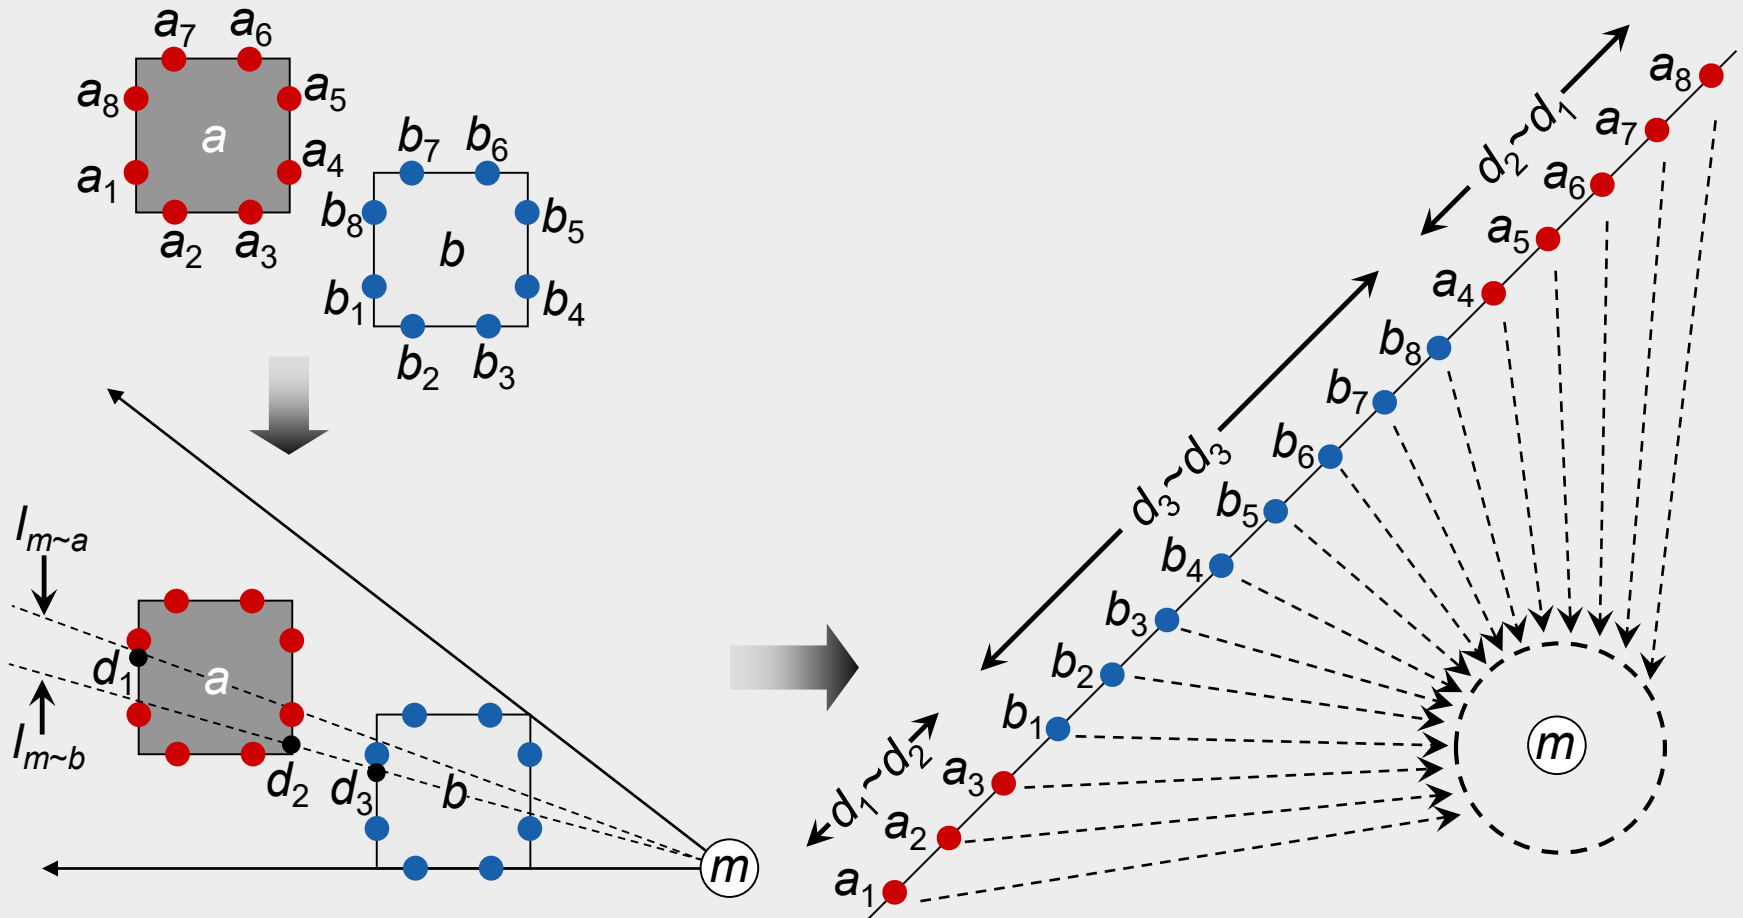 a₇ a₆
a₈ a₅
a
a₁ a₄
a₂ a₃
b₇ b₆
b₈ b₅
b
b₁ b₄
b₂ b₃
lₘ~ₐ
d₁ a
l_m~b
d₂ d₃ b
m
d₂~d₁
d₃~d₃
d₁~d₂
a₈
a₇
a₆
a₅
a₄
b₈
b₇
b₆
b₅
b₄
b₃
b₂
b₁
a₃
a₂
a₁
m